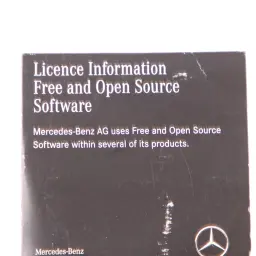 Licence Information
Free and Open Source
Software
Mercedes-Benz AG uses Free and Open Source
Software within several of its products.
Mercedes-Benz